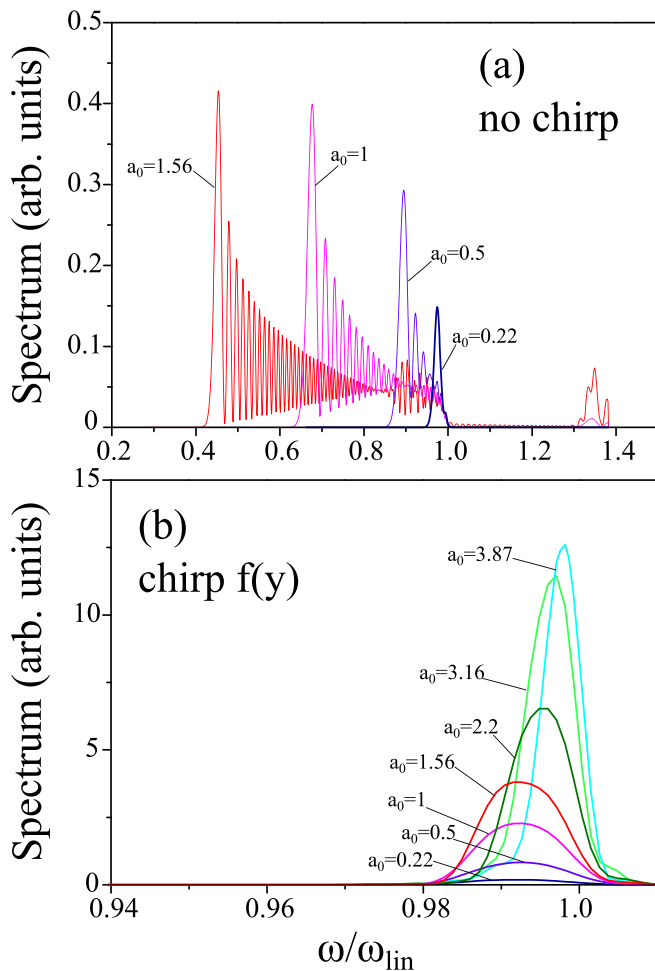 0.5
(a)
no chirp
0.4
a₀=1.56
a₀=1
0.3
a₀=0.5
0.2
a₀=0.22
0.1
0
Spectrum (arb. units)
0.2 0.4 0.6 0.8 1.0 1.2 1.4
15
(b)
chirp f(y)
a₀=3.87
10
a₀=3.16
a₀=2.2
5
a₀=1.56
a₀=1
a₀=0.5
a₀=0.22
0
Spectrum (arb. units)
0.94 0.96 0.98 1.0
ω/ω_lin